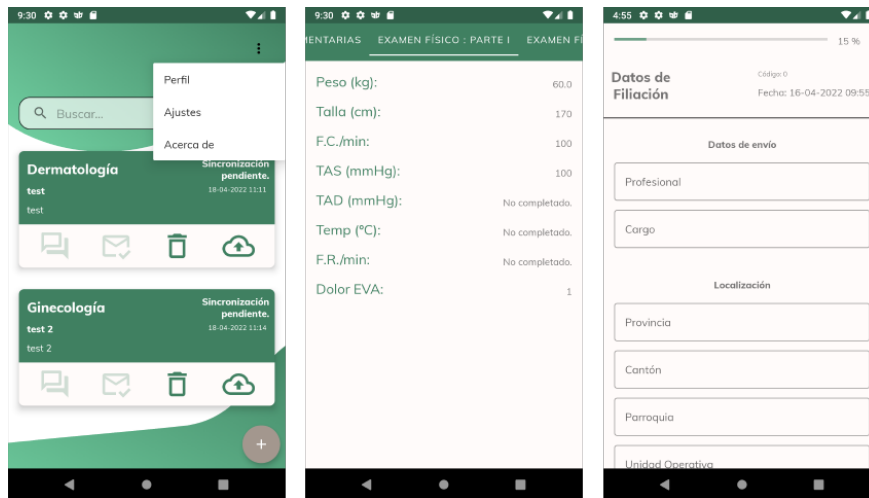 9:30
Perfil
Ajustes
Acerca de
Buscar...
Dermatología
Sincronización
pendiente.
test
18-04-2022 11:11
test
Ginecología
Sincronización
pendiente.
test 2
18-04-2022 11:14
test 2
+
9:30
MENTARIAS EXAMEN FÍSICO : PARTE I EXAMEN FÍ
Peso (kg): 60.0
Talla (cm): 170
F.C./min: 100
TAS (mmHg): 100
TAD (mmHg): No completado.
Temp (ºC): No completado.
F.R./min: No completado.
Dolor EVA: 1
4:55
15 %
Datos de
Filiación
Código: 0
Fecha: 16-04-2022 09:55
Datos de envío
Profesional
Cargo
Localización
Provincia
Cantón
Parroquia
Unidad Operativa